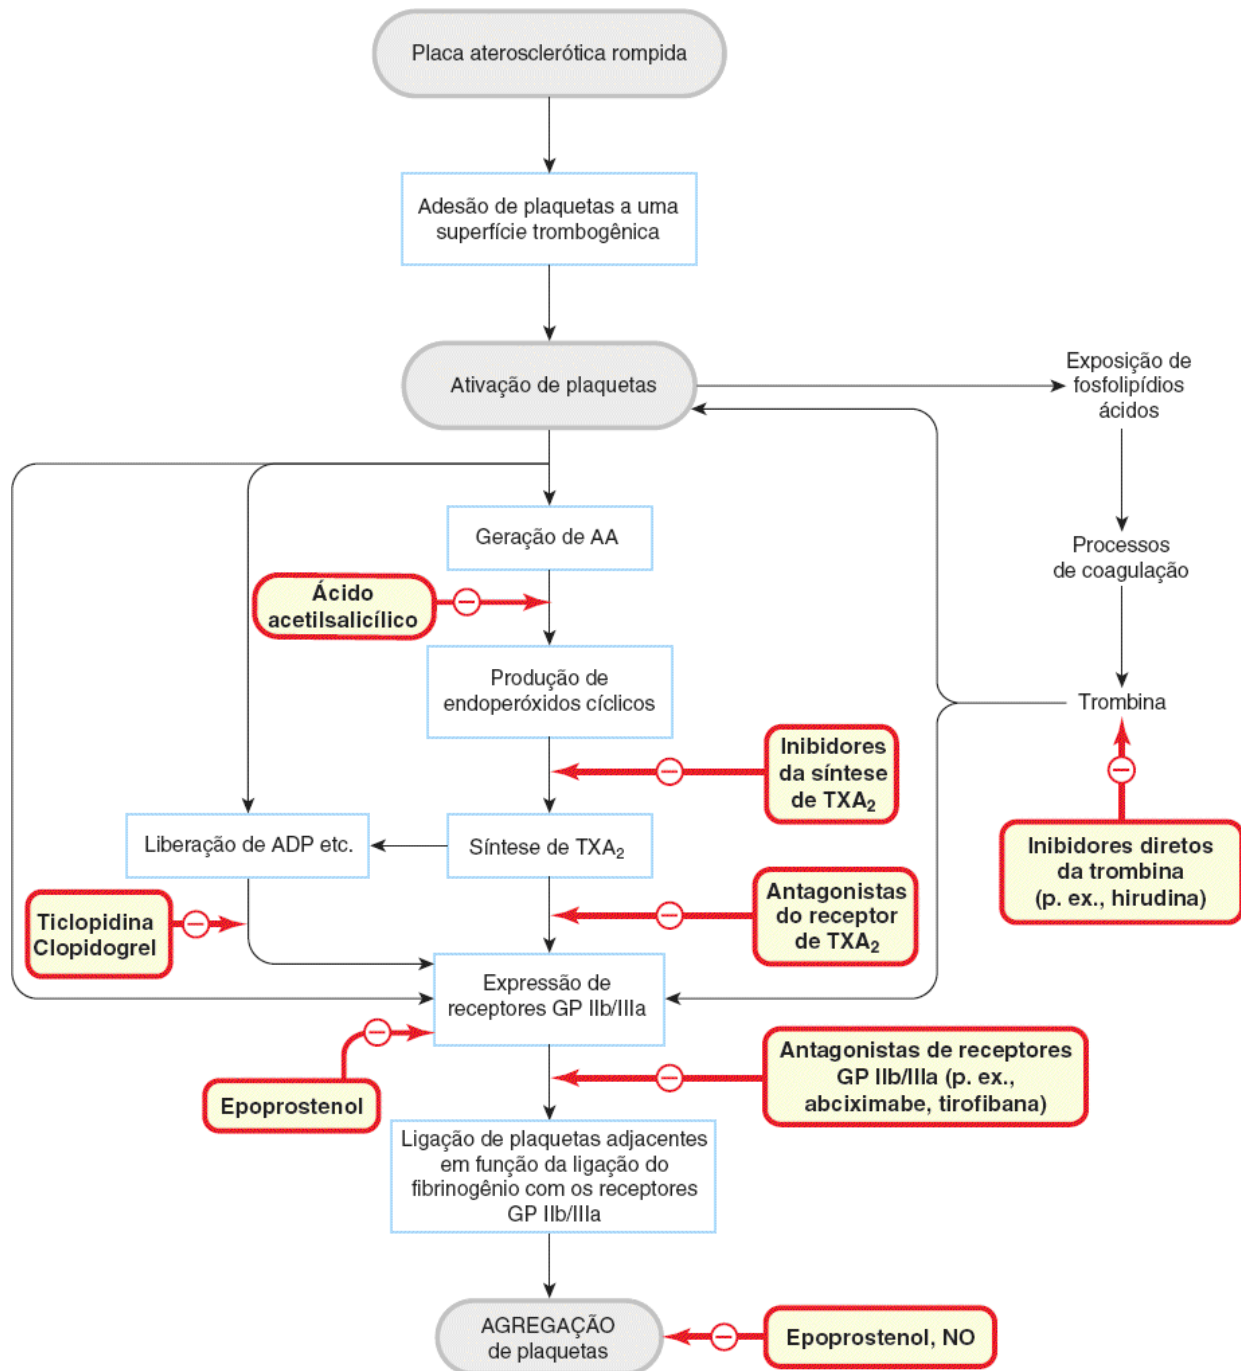 Placa aterosclerótica rompida
Adesão de plaquetas a uma
superfície trombogênica
Ativação de plaquetas
Exposição de
fosfolipídios
ácidos
Geração de AA
Processos
de coagulação
Ácido
acetilsalicílico
Produção de
endoperóxidos cíclicos
Trombina
Inibidores
da síntese
de TXA₂
Liberação de ADP etc.
Síntese de TXA₂
Inibidores diretos
da trombina
(p. ex., hirudina)
Ticlopidina
Clopidogrel
Antagonistas
do receptor
de TXA₂
Expressão de
receptores GP IIb/IIIa
Epoprostenol
Antagonistas de receptores
GP IIb/IIIa (p. ex.,
abciximabe, tirofibana)
Ligação de plaquetas adjacentes
em função da ligação do
fibrinogênio com os receptores
GP IIb/IIIa
AGREGAÇÃO
de plaquetas
Epoprostenol, NO